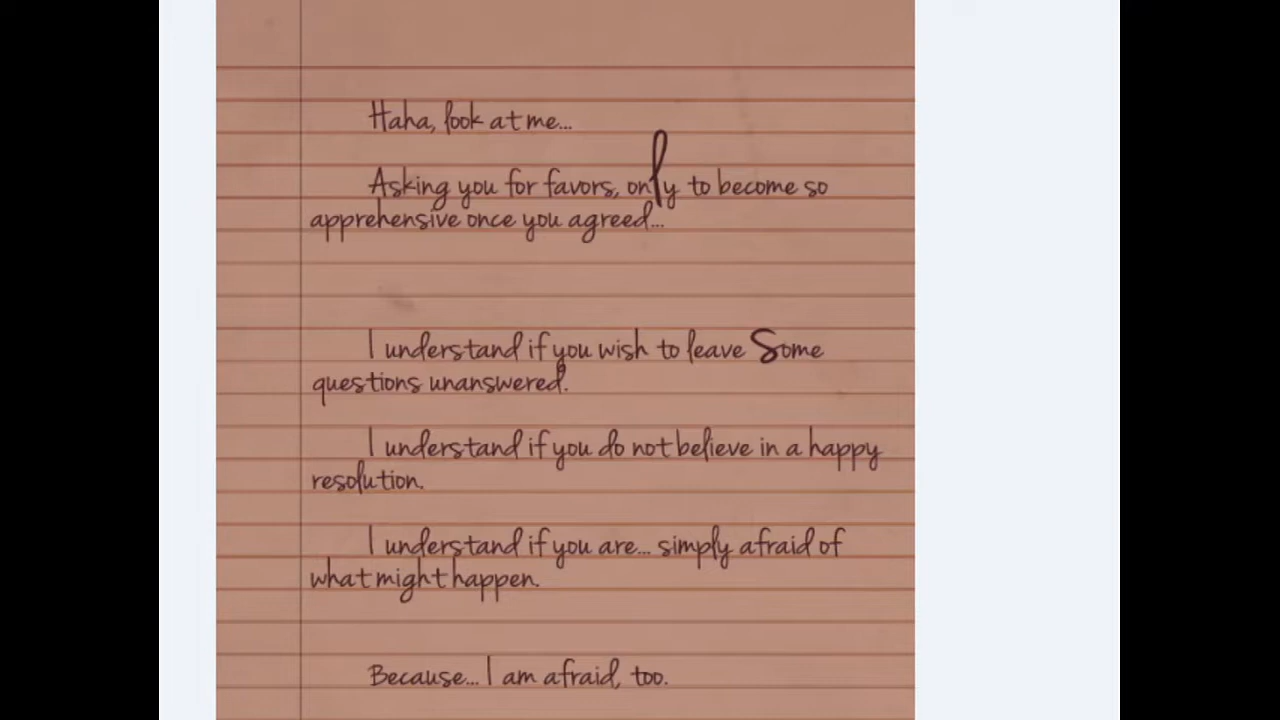 Haha, look at me...
Asking you for favors, only to become so
apprehensive once you agreed...
I understand if you wish to leave Some
questions unanswered.
I understand if you do not believe in a happy
resolution.
I understand if you are... simply afraid of
what might happen.
Because... I am afraid, too.